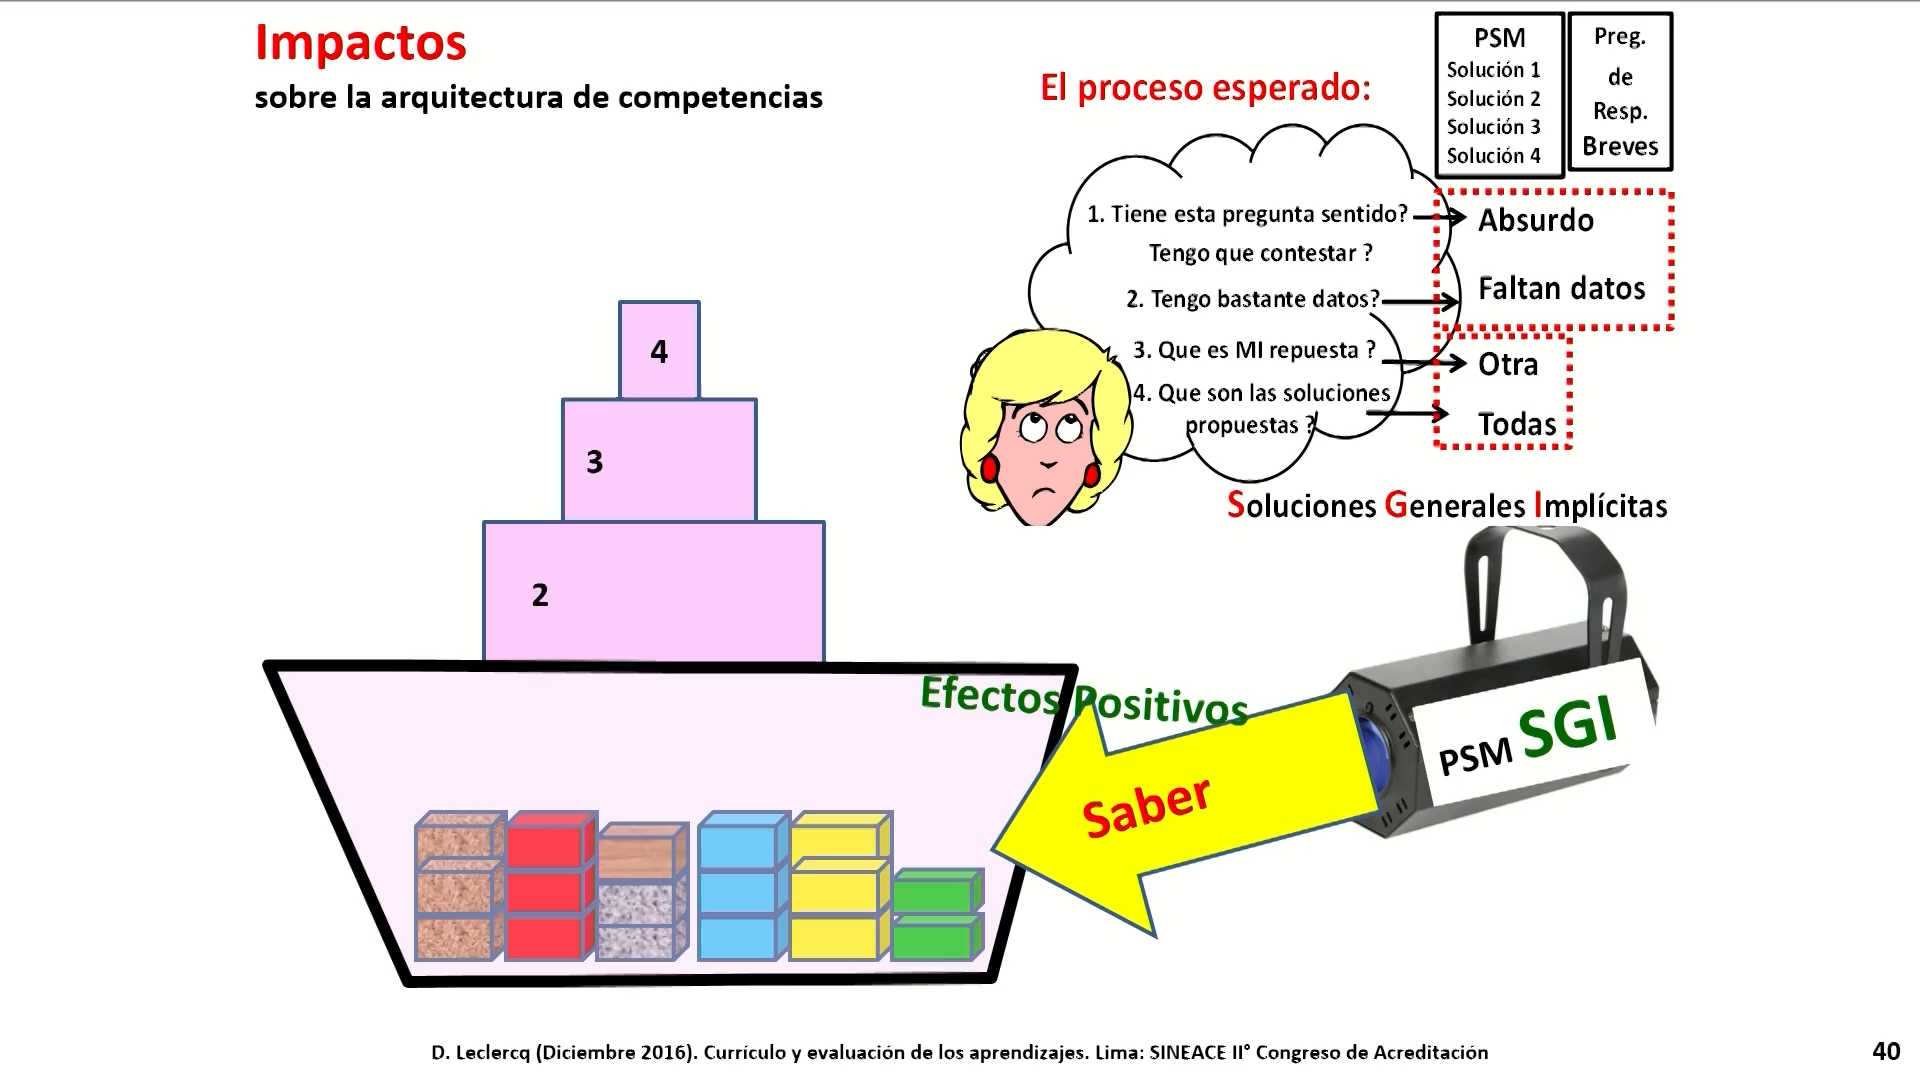 Impactos
sobre la arquitectura de competencias
El proceso esperado:
PSM
Solución 1
Solución 2
Solución 3
Solución 4
Preg.
de
Resp.
Breves
1. Tiene esta pregunta sentido?
Tengo que contestar ?
2. Tengo bastante datos?
3. Que es MI repuesta ?
4. Que son las soluciones
propuestas ?
Absurdo
Faltan datos
Otra
Todas
Soluciones Generales Implícitas
4
3
2
Efectos Positivos
Saber
PSM SGI
D. Leclercq (Diciembre 2016). Currículo y evaluación de los aprendizajes. Lima: SINEACE II° Congreso de Acreditación
40